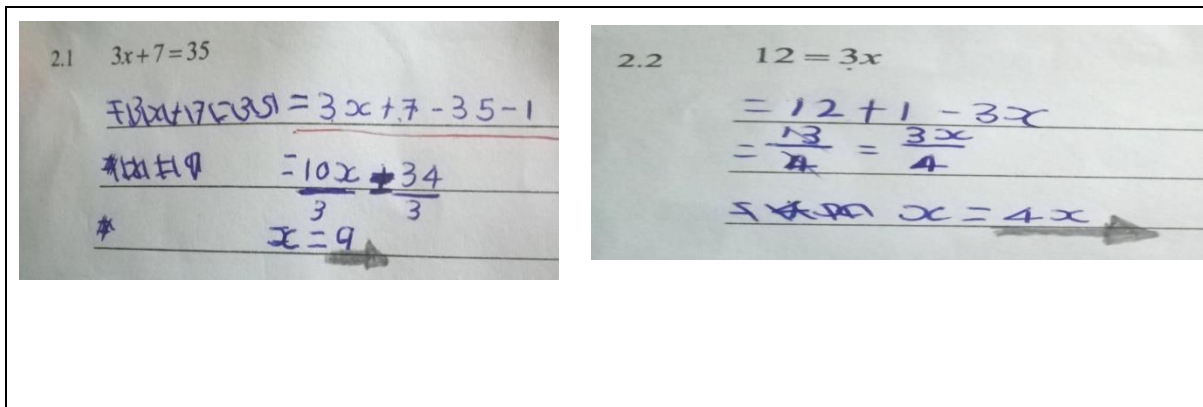 2.1 3x+7=35
= 3x + 7 - 35 - 1
= 10x = 34
3 3
x = 9
2.2 12 = 3x
= 12 + 1 - 3x
= 13 = 3x
4 4
x = 4x